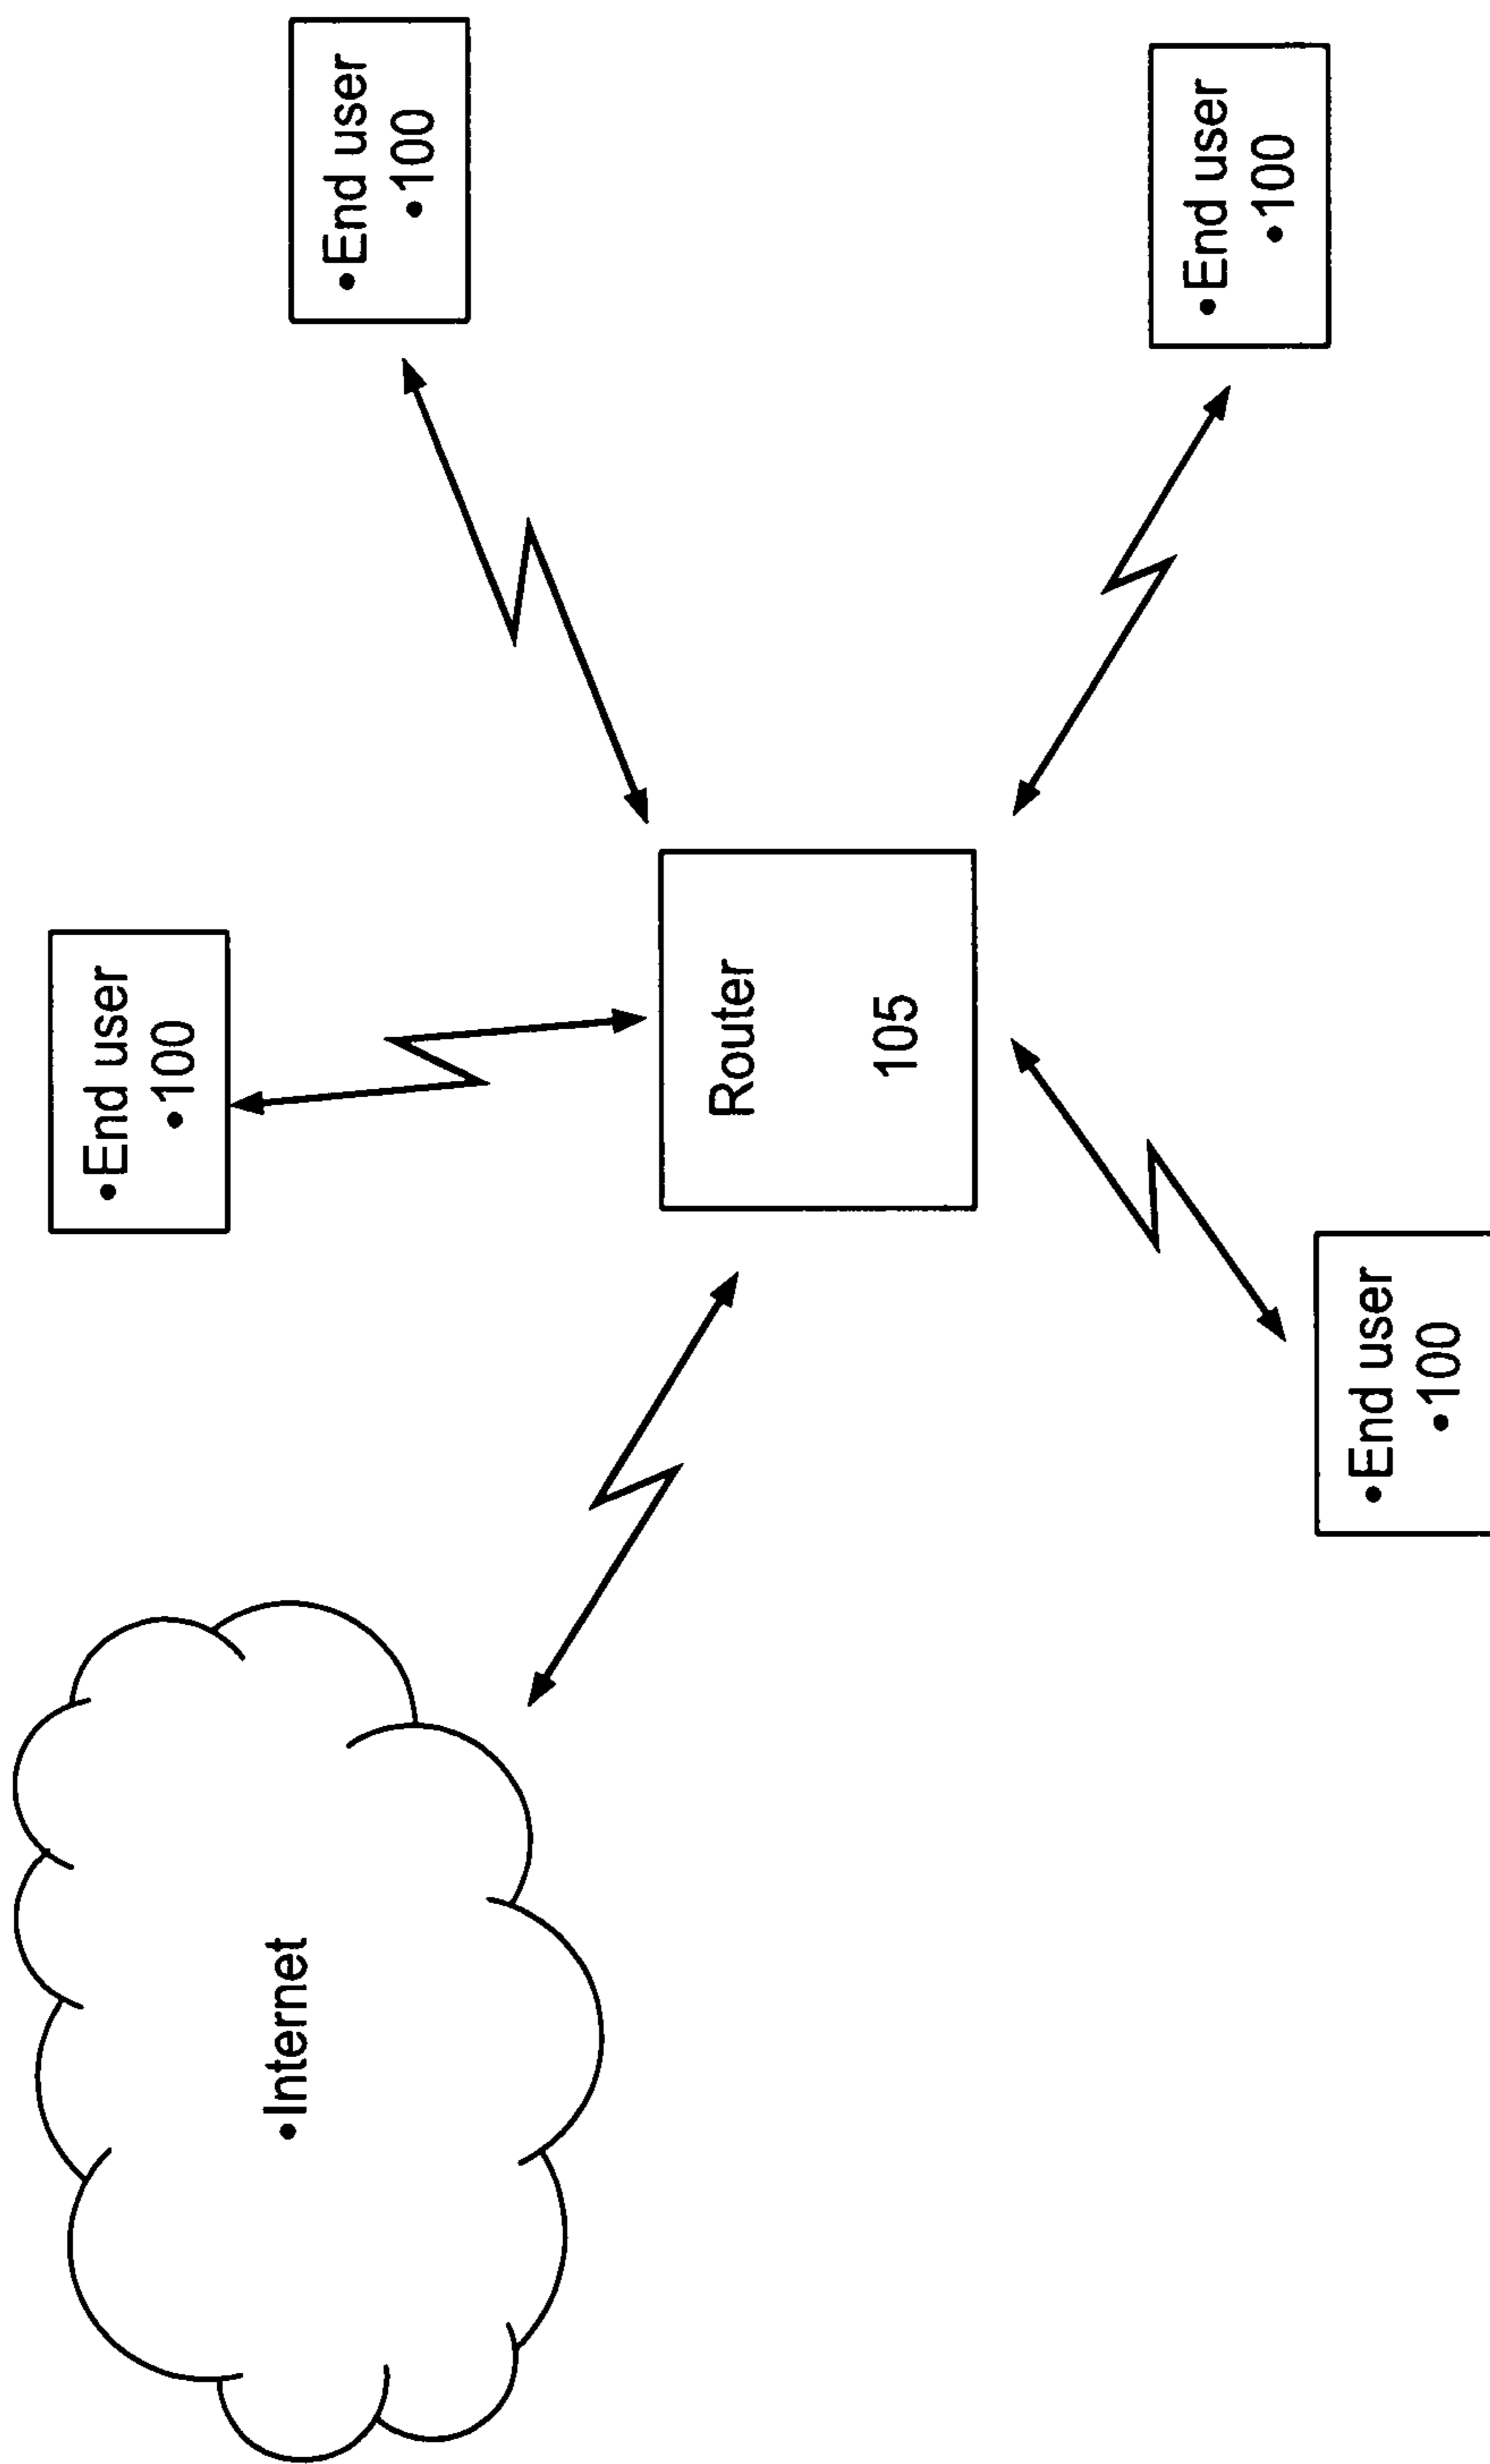 •End user
•100
•Internet
•End user
•100
Router
105
•End user
•100
•End user
•100